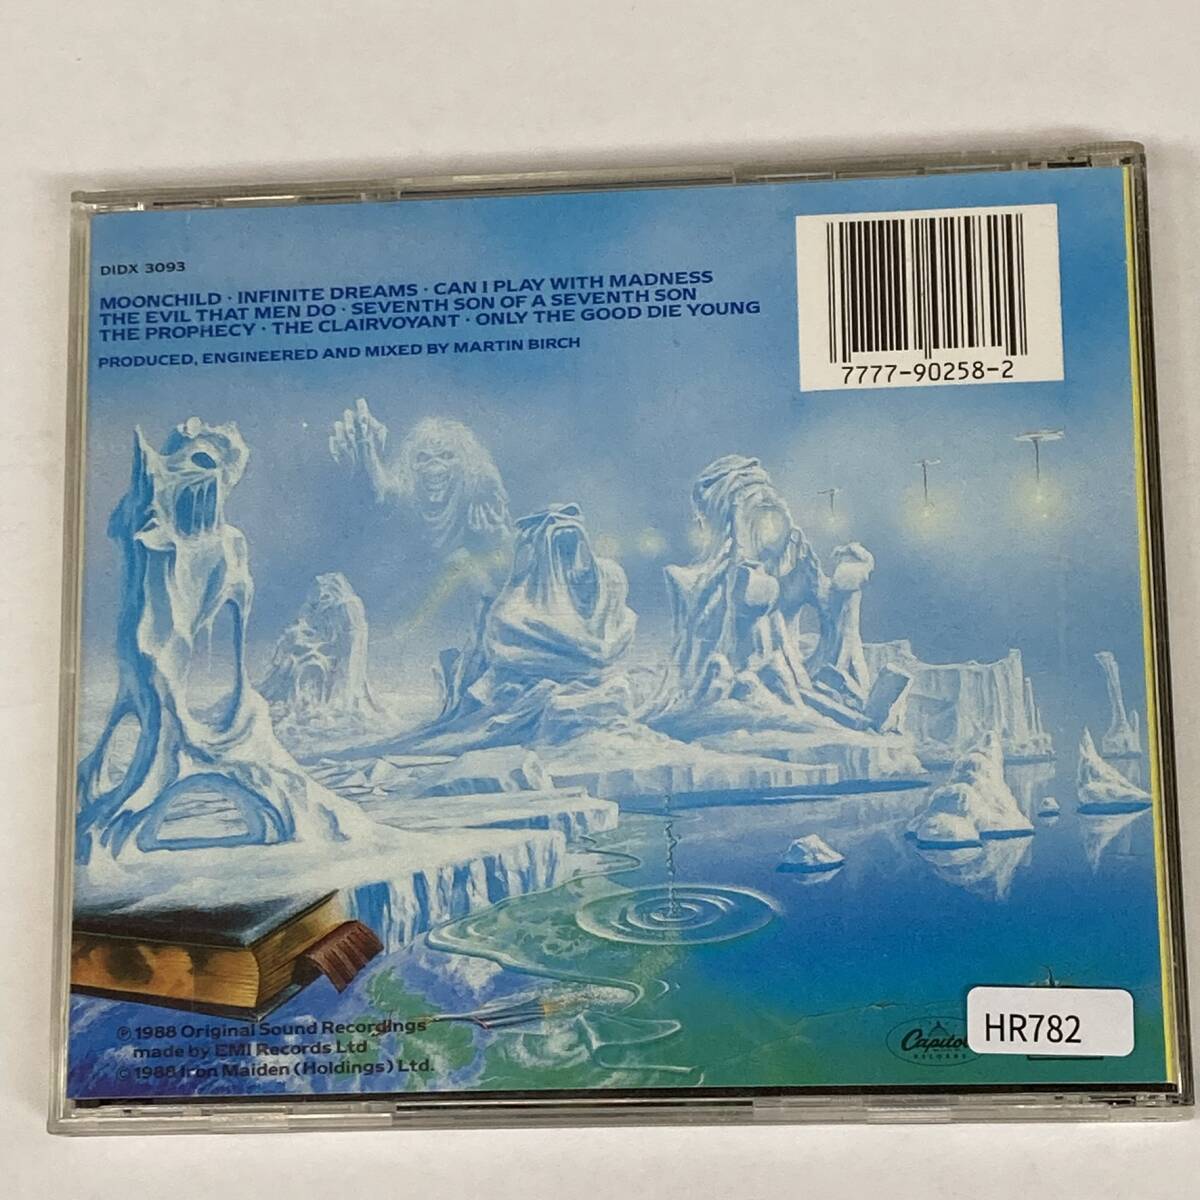 DIDX 3093
MOONCHILD · INFINITE DREAMS · CAN I PLAY WITH MADNESS
THE EVIL THAT MEN DO · SEVENTH SON OF A SEVENTH SON
THE PROPHECY · THE CLAIRVOYANT · ONLY THE GOOD DIE YOUNG
PRODUCED, ENGINEERED AND MIXED BY MARTIN BIRCH
7777-90258-2
℗ 1988 Original Sound Recordings
made by EMI Records Ltd
© 1988 Iron Maiden (Holdings) Ltd.
Capitol
RECORDS
HR782